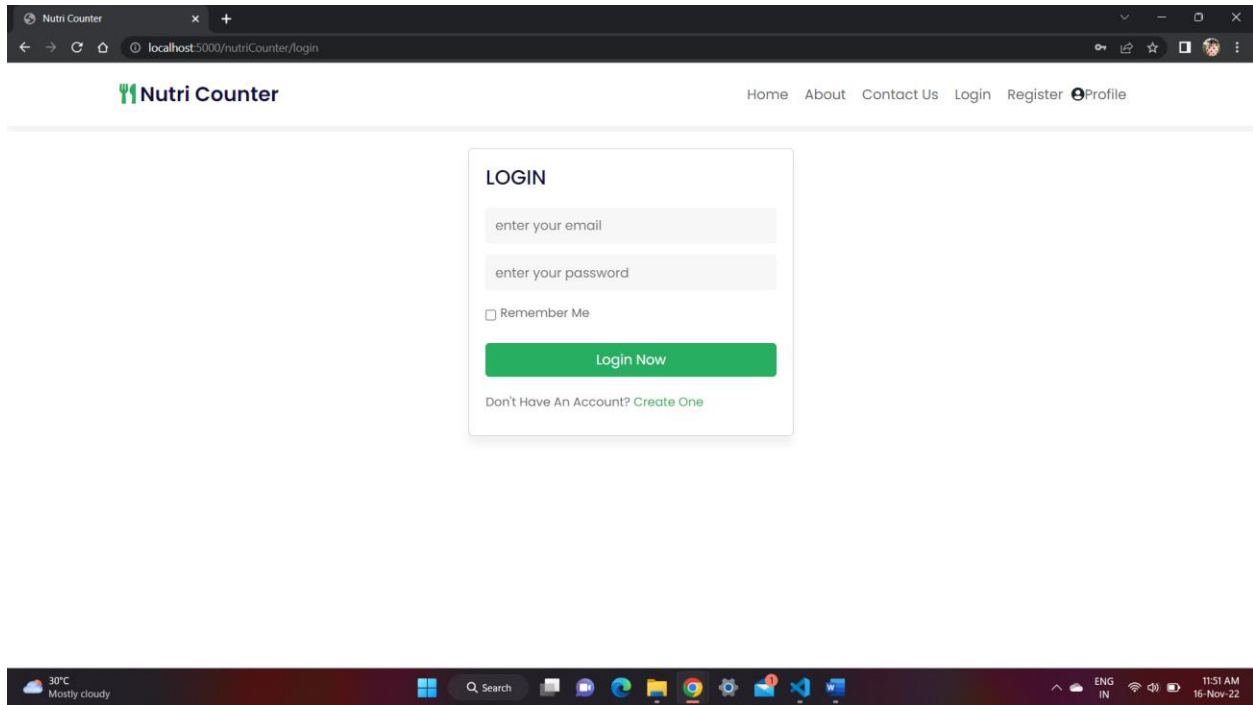 Nutri Counter
localhost:5000/nutriCounter/login
Nutri Counter
Home About Contact Us Login Register Profile
LOGIN
enter your email
enter your password
Remember Me
Login Now
Don't Have An Account? Create One
30°C
Mostly cloudy
Search
1
ENG
IN
11:51 AM
16-Nov-22